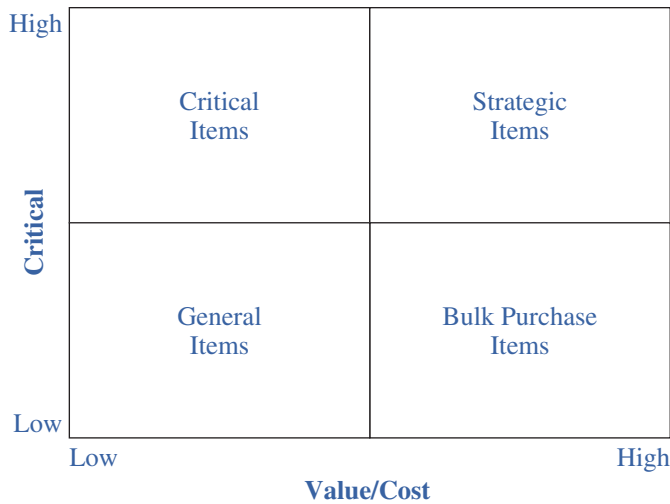 High
Critical
Items
Strategic
Items
Critical
General
Items
Bulk Purchase
Items
Low
Low
High
Value/Cost